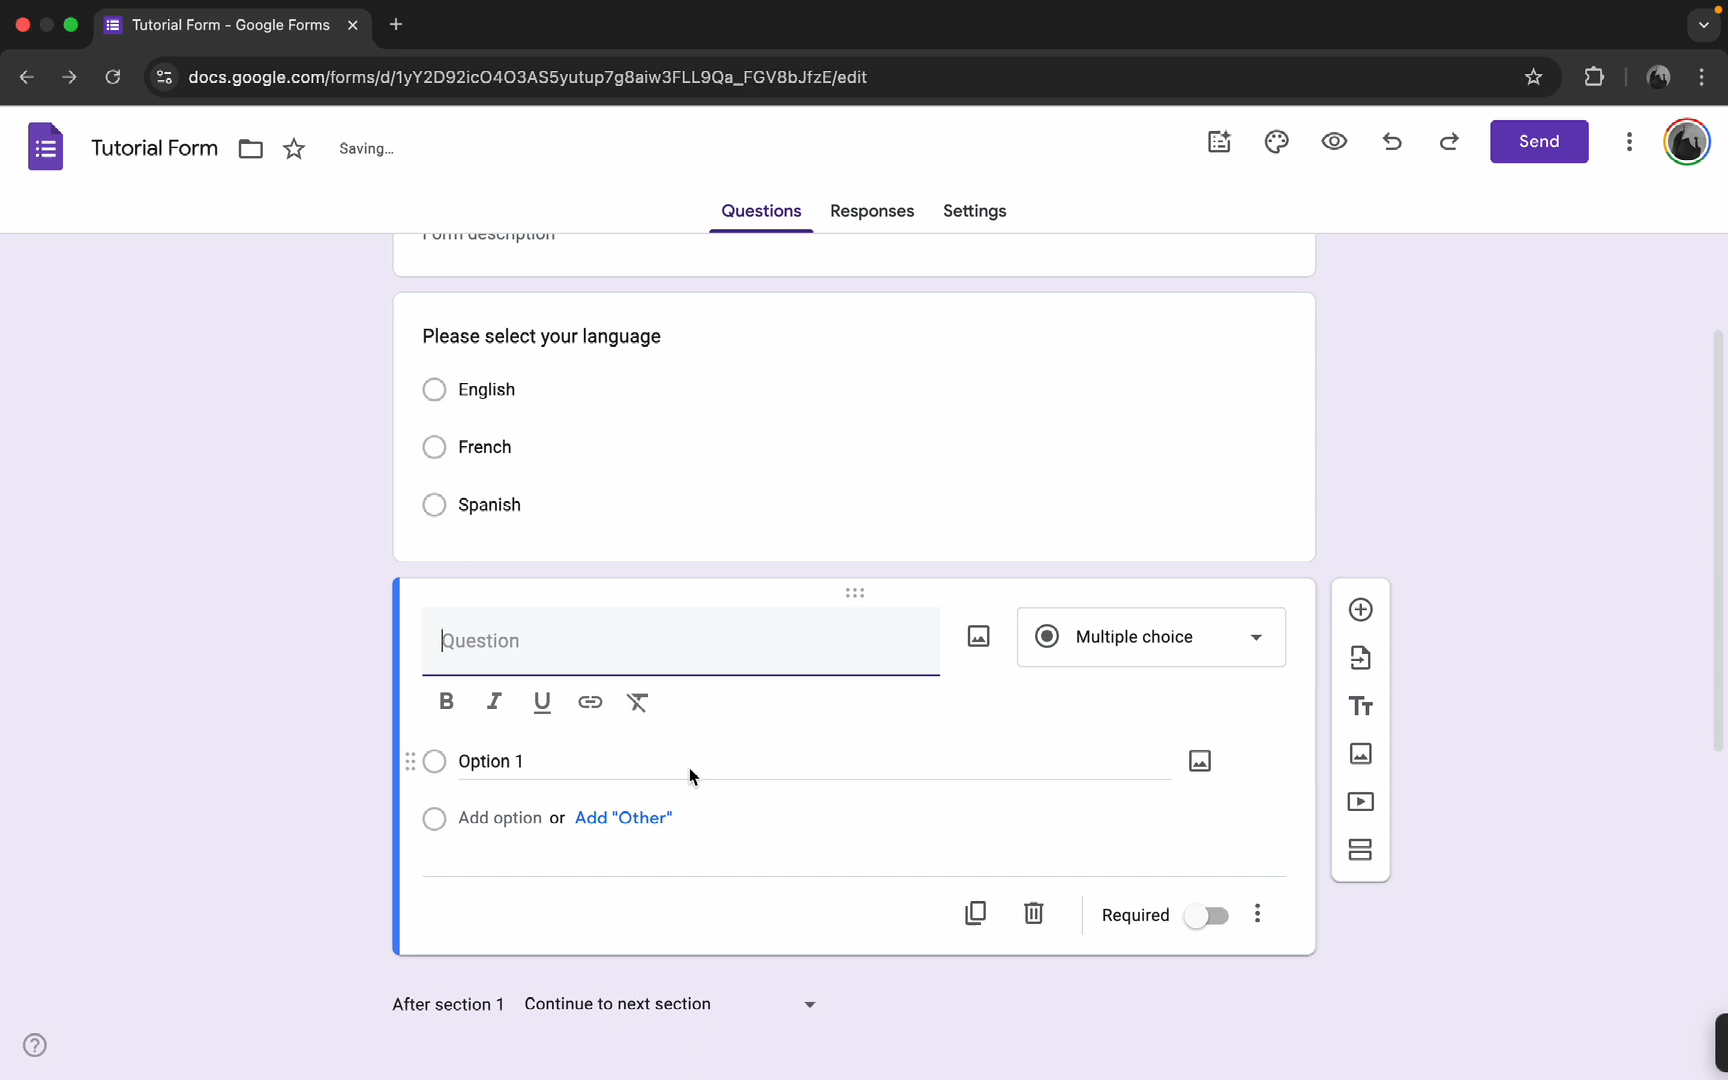 Tutorial Form - Google Forms
docs.google.com/forms/d/1yY2D92icO4O3AS5yutup7g8aiw3FLL9Qa_FGV8bJfzE/edit
Tutorial Form
Saving...
Send
Questions
Responses
Settings
Form description
Please select your language
English
French
Spanish
Question
Multiple choice
B I U
Tт
Option 1
Add option or Add "Other"
Required
After section 1 Continue to next section